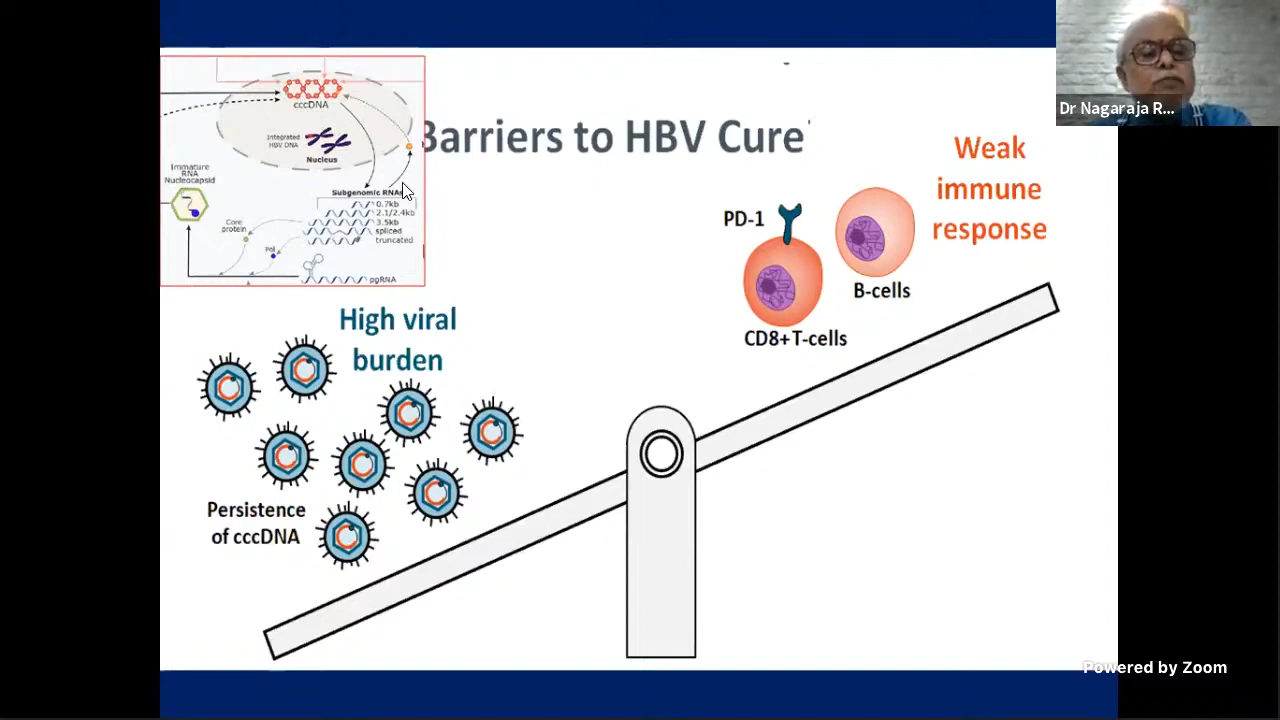 Barriers to HBV Cure
cccDNA
Integrated
HBV DNA
Nucleus
Immature
RNA
Nucleocapsid
Subgenomic RNAs
0.7kb
2.1/2.4kb
3.5kb
spliced
truncated
Core
protein
Pol
pgRNA
High viral
burden
Persistence
of cccDNA
PD-1
CD8+ T-cells
B-cells
Weak
immune
response
Dr Nagaraja R...
Powered by Zoom